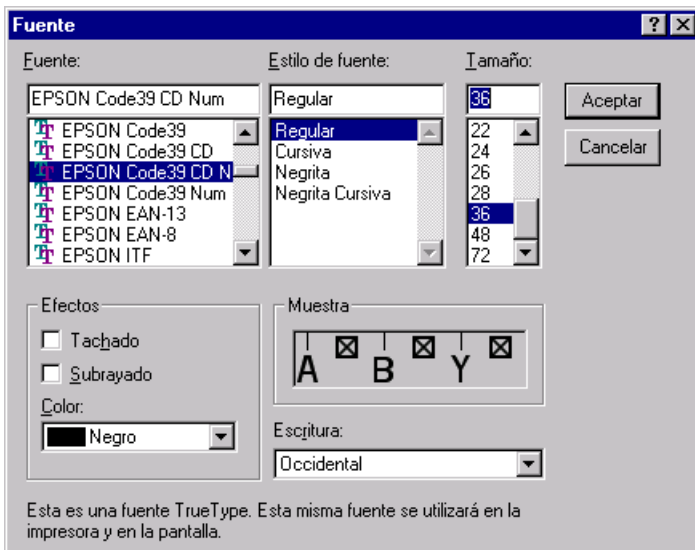 Fuente
Fuente:
EPSON Code39 CD Num
EPSON Code39
EPSON Code39 CD
EPSON Code39 CD N
EPSON Code39 Num
EPSON EAN-13
EPSON EAN-8
EPSON ITF
Estilo de fuente:
Regular
Regular
Cursiva
Negrita
Negrita Cursiva
Tamaño:
36
22
24
26
28
36
48
72
Aceptar
Cancelar
Efectos
Tachado
Subrayado
Color:
Negro
Muestra
A B Y
Escritura:
Occidental
Esta es una fuente TrueType. Esta misma fuente se utilizará en la
impresora y en la pantalla.